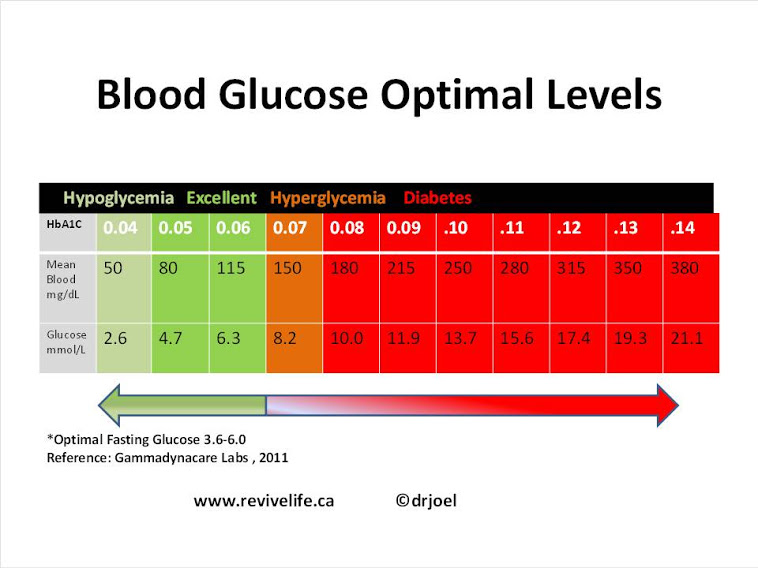 Blood Glucose Optimal Levels
Hypoglycemia Excellent Hyperglycemia Diabetes
HbA1C 0.04 0.05 0.06 0.07 0.08 0.09 .10 .11 .12 .13 .14
Mean
Blood
mg/dL 50 80 115 150 180 215 250 280 315 350 380
Glucose
mmol/L 2.6 4.7 6.3 8.2 10.0 11.9 13.7 15.6 17.4 19.3 21.1
*Optimal Fasting Glucose 3.6-6.0
Reference: Gammadynacare Labs , 2011
www.revivelife.ca ©drjoel